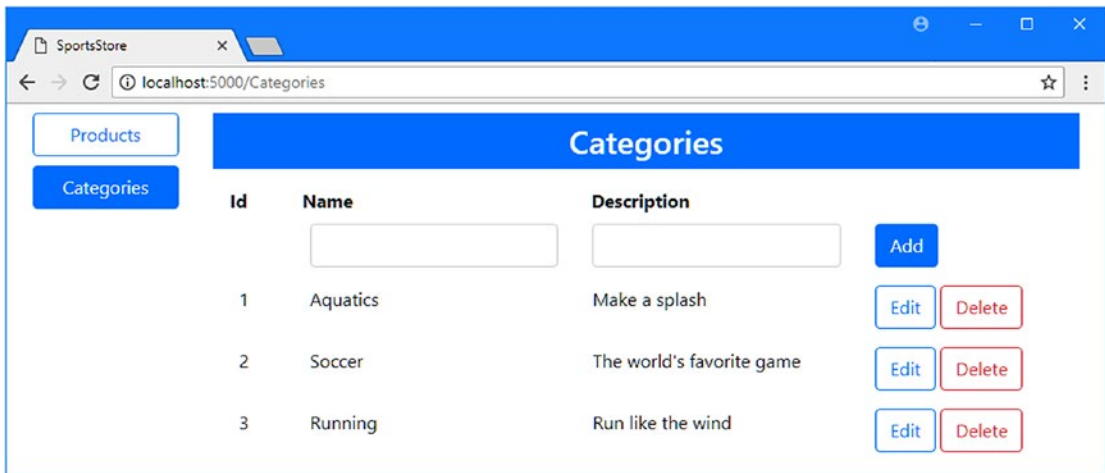 SportsStore
localhost:5000/Categories
Products
Categories
Categories
Id Name Description
Add
1 Aquatics Make a splash Edit Delete
2 Soccer The world's favorite game Edit Delete
3 Running Run like the wind Edit Delete